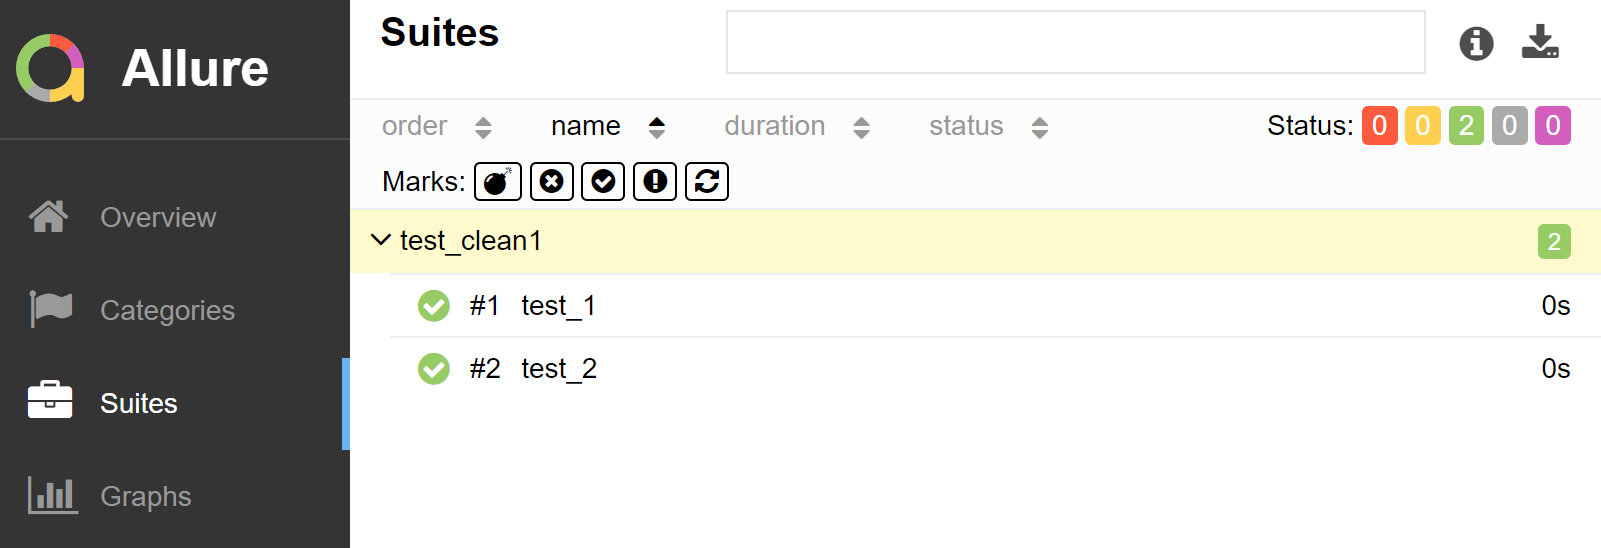 Allure
Overview
Categories
Suites
Graphs
Suites
order name duration status Status: 0 0 2 0 0
Marks:
test_clean1 2
#1 test_1 0s
#2 test_2 0s